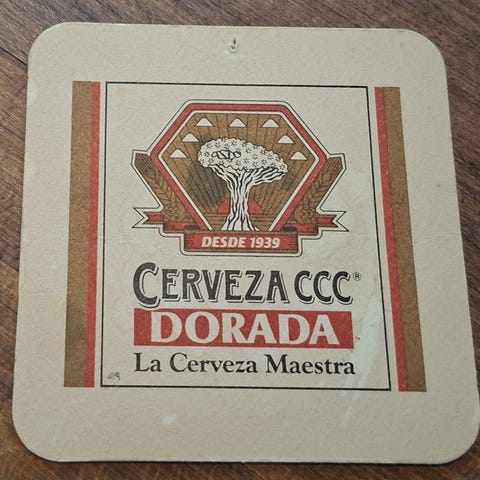 DESDE 1939
CERVEZA CCC®
DORADA
La Cerveza Maestra